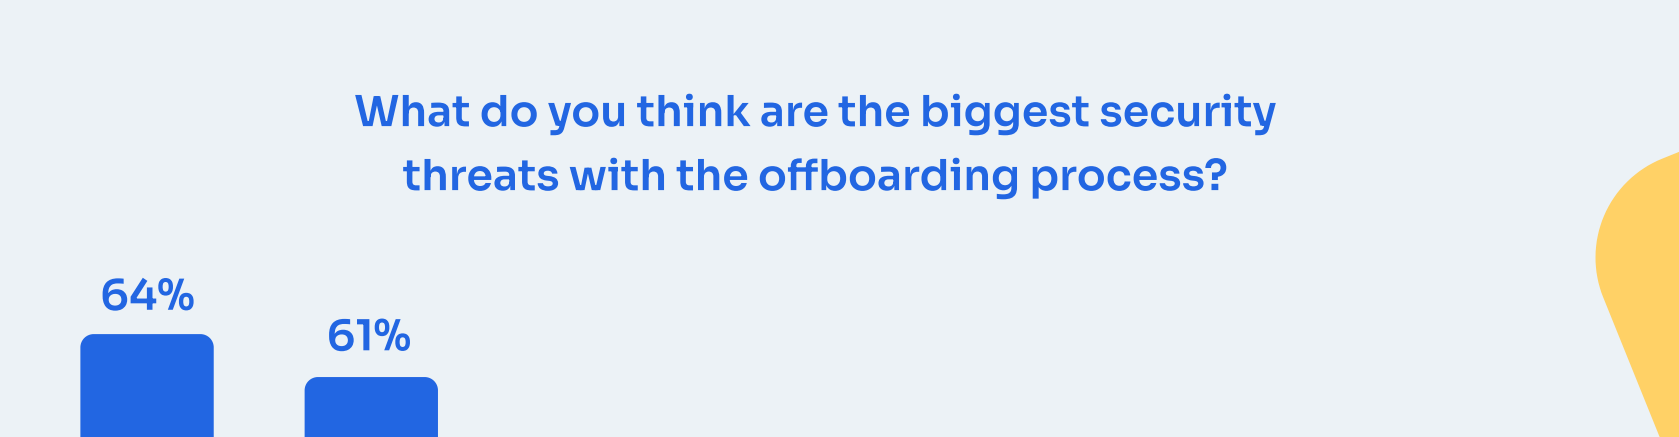 What do you think are the biggest security
threats with the offboarding process?
64%
61%